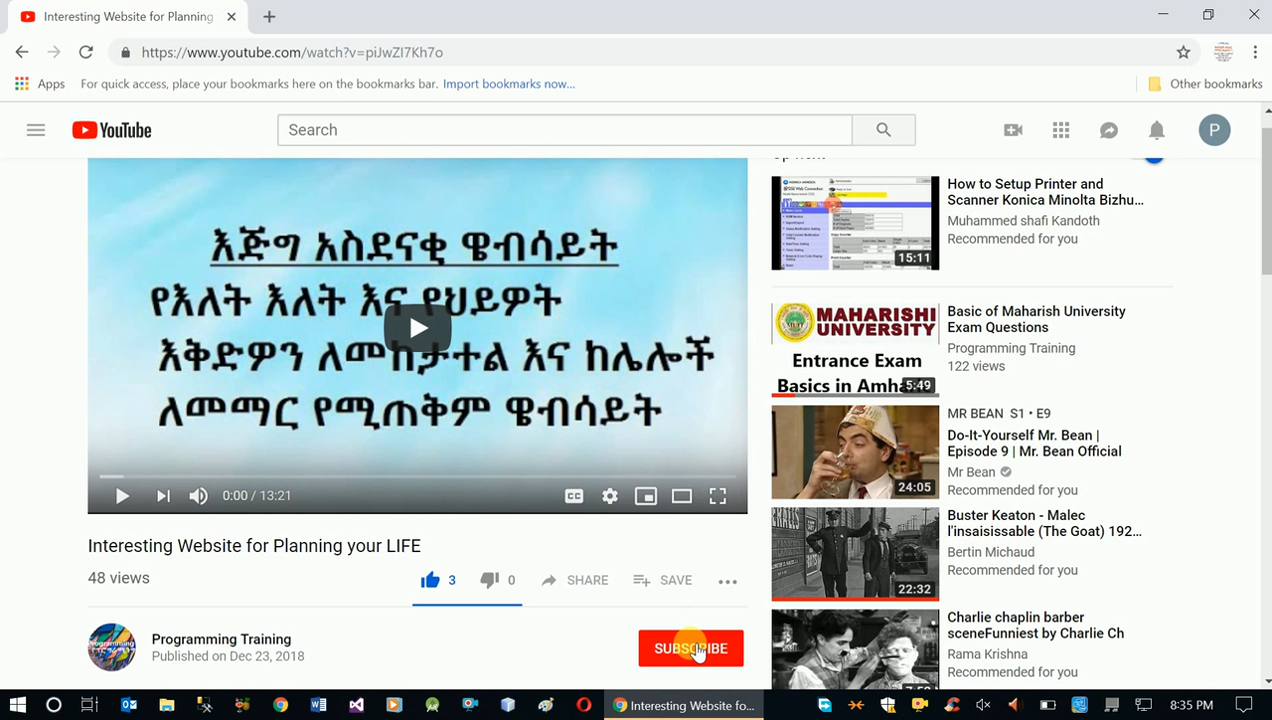 Interesting Website for Planning
https://www.youtube.com/watch?v=piJwZI7Kh7o
Apps For quick access, place your bookmarks here on the bookmarks bar. Import bookmarks now... Other bookmarks
YouTube
Search
P
እጅግ አስደናቂ ዌብሳይት
የእለት እለት እና የህይዎት
እቅድዎን ለመከታተል እና ከሌሎች
ለመማር የሚጠቅም ዌብሳይት
0:00 / 13:21
Interesting Website for Planning your LIFE
48 views
3 0 SHARE SAVE
Programming Training
Published on Dec 23, 2018
SUBSCRIBE
15:11
How to Setup Printer and
Scanner Konica Minolta Bizhu...
Muhammed shafi Kandoth
Recommended for you
MAHARISHI
UNIVERSITY
Entrance Exam
Basics in Amha
5:49
Basic of Maharish University
Exam Questions
Programming Training
122 views
24:05
MR BEAN S1 • E9
Do-It-Yourself Mr. Bean |
Episode 9 | Mr. Bean Official
Mr Bean
Recommended for you
22:32
Buster Keaton - Malec
l'insaisissable (The Goat) 192...
Bertin Michaud
Recommended for you
Charlie chaplin barber
sceneFunniest by Charlie Ch
Rama Krishna
Recommended for you
Interesting Website fo...
8:35 PM